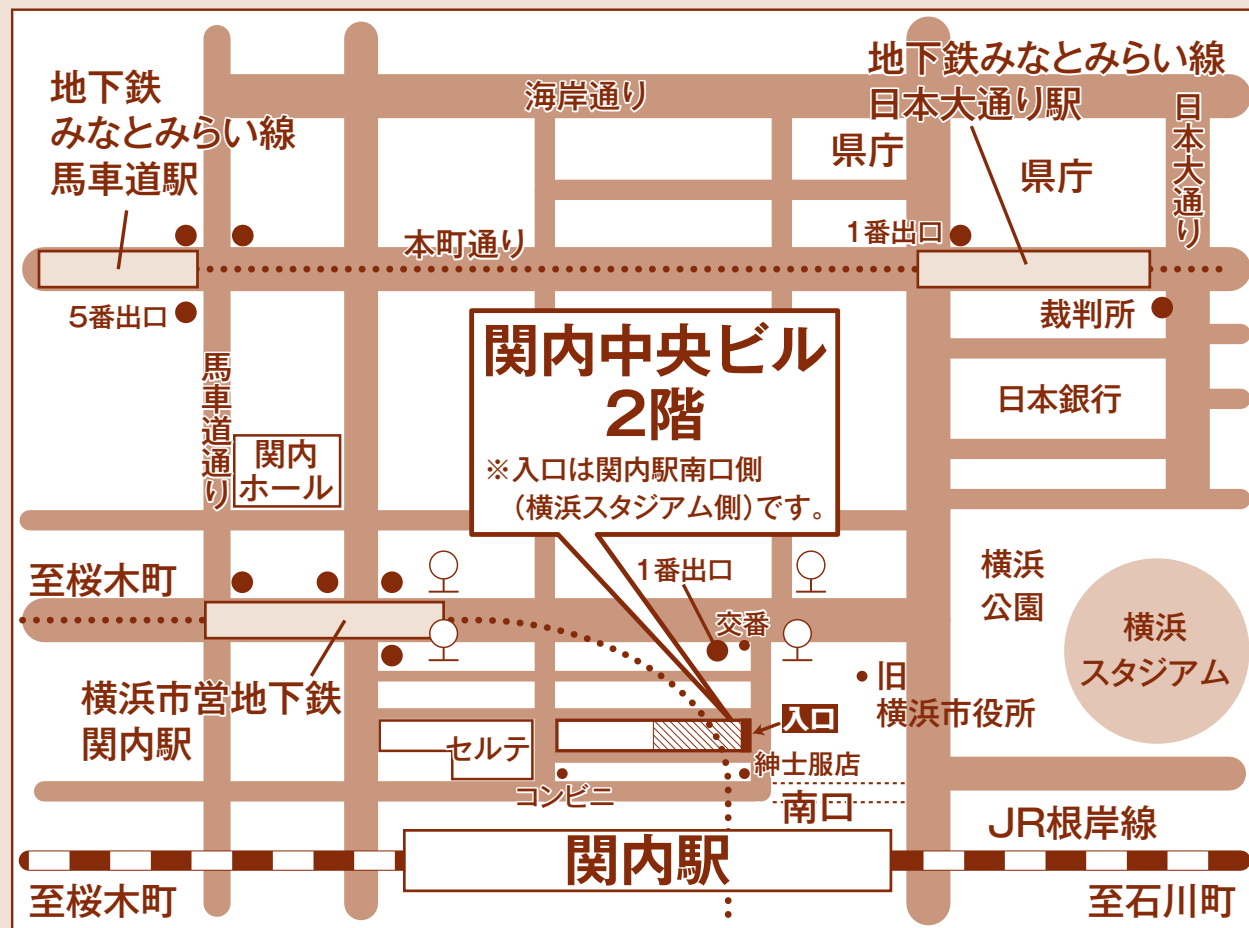 地下鉄
みなとみらい線
馬車道駅
海岸通り
地下鉄みなとみらい線
日本大通り駅
日本大通り
県庁
県庁
本町通り
1番出口
5番出口
裁判所
馬車道通り
関内
ホール
関内中央ビル
2階
※入口は関内駅南口側
（横浜スタジアム側）です。
日本銀行
至桜木町
1番出口
交番
横浜
公園
横浜
スタジアム
横浜市営地下鉄
関内駅
旧
横浜市役所
セルテ
入口
紳士服店
コンビニ
南口
JR根岸線
関内駅
至桜木町
至石川町